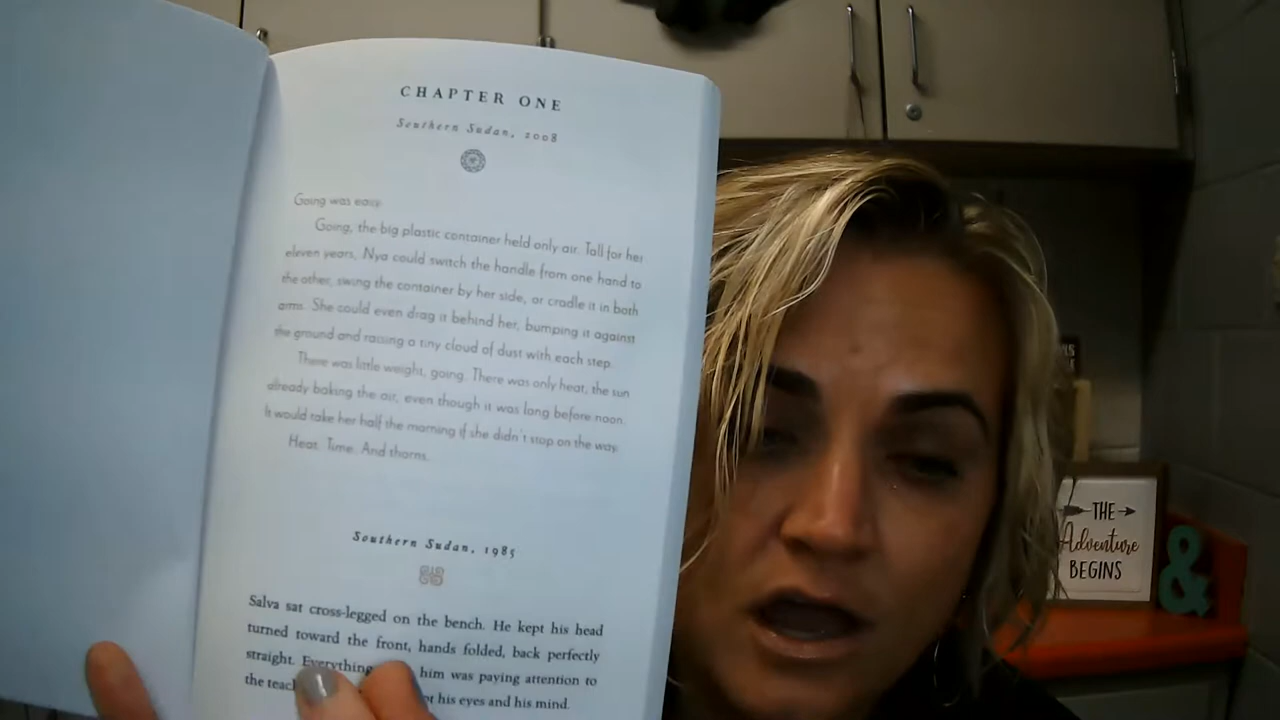 CHAPTER ONE
Southern Sudan, 2008
Going was easy.
Going, the big plastic container held only air. Tall for her
eleven years, Nya could switch the handle from one hand to
the other, swing the container by her side, or cradle it in both
arms. She could even drag it behind her, bumping it against
the ground and raising a tiny cloud of dust with each step.
There was little weight, going. There was only heat, the sun
already baking the air, even though it was long before noon.
It would take her half the morning if she didn't stop on the way.
Heat. Time. And thorns.
Southern Sudan, 1985
Salva sat cross-legged on the bench. He kept his head
turned toward the front, hands folded, back perfectly
straight. Everything him was paying attention to
the his eyes and his mind.
THE
Adventure
BEGINS
&